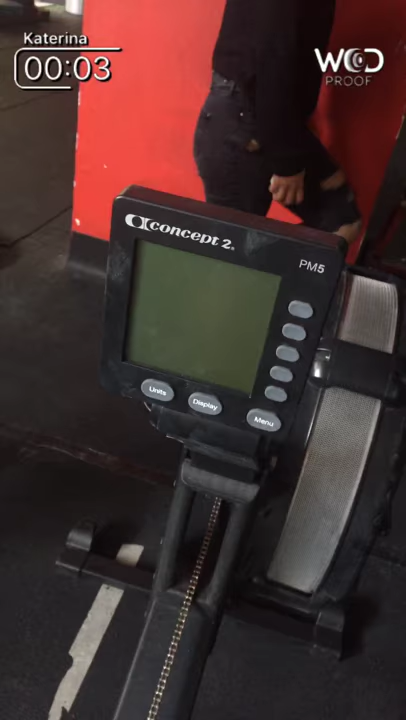 Katerina
00:03
WOD
PROOF
concept 2
PM5
Units
Display
Menu